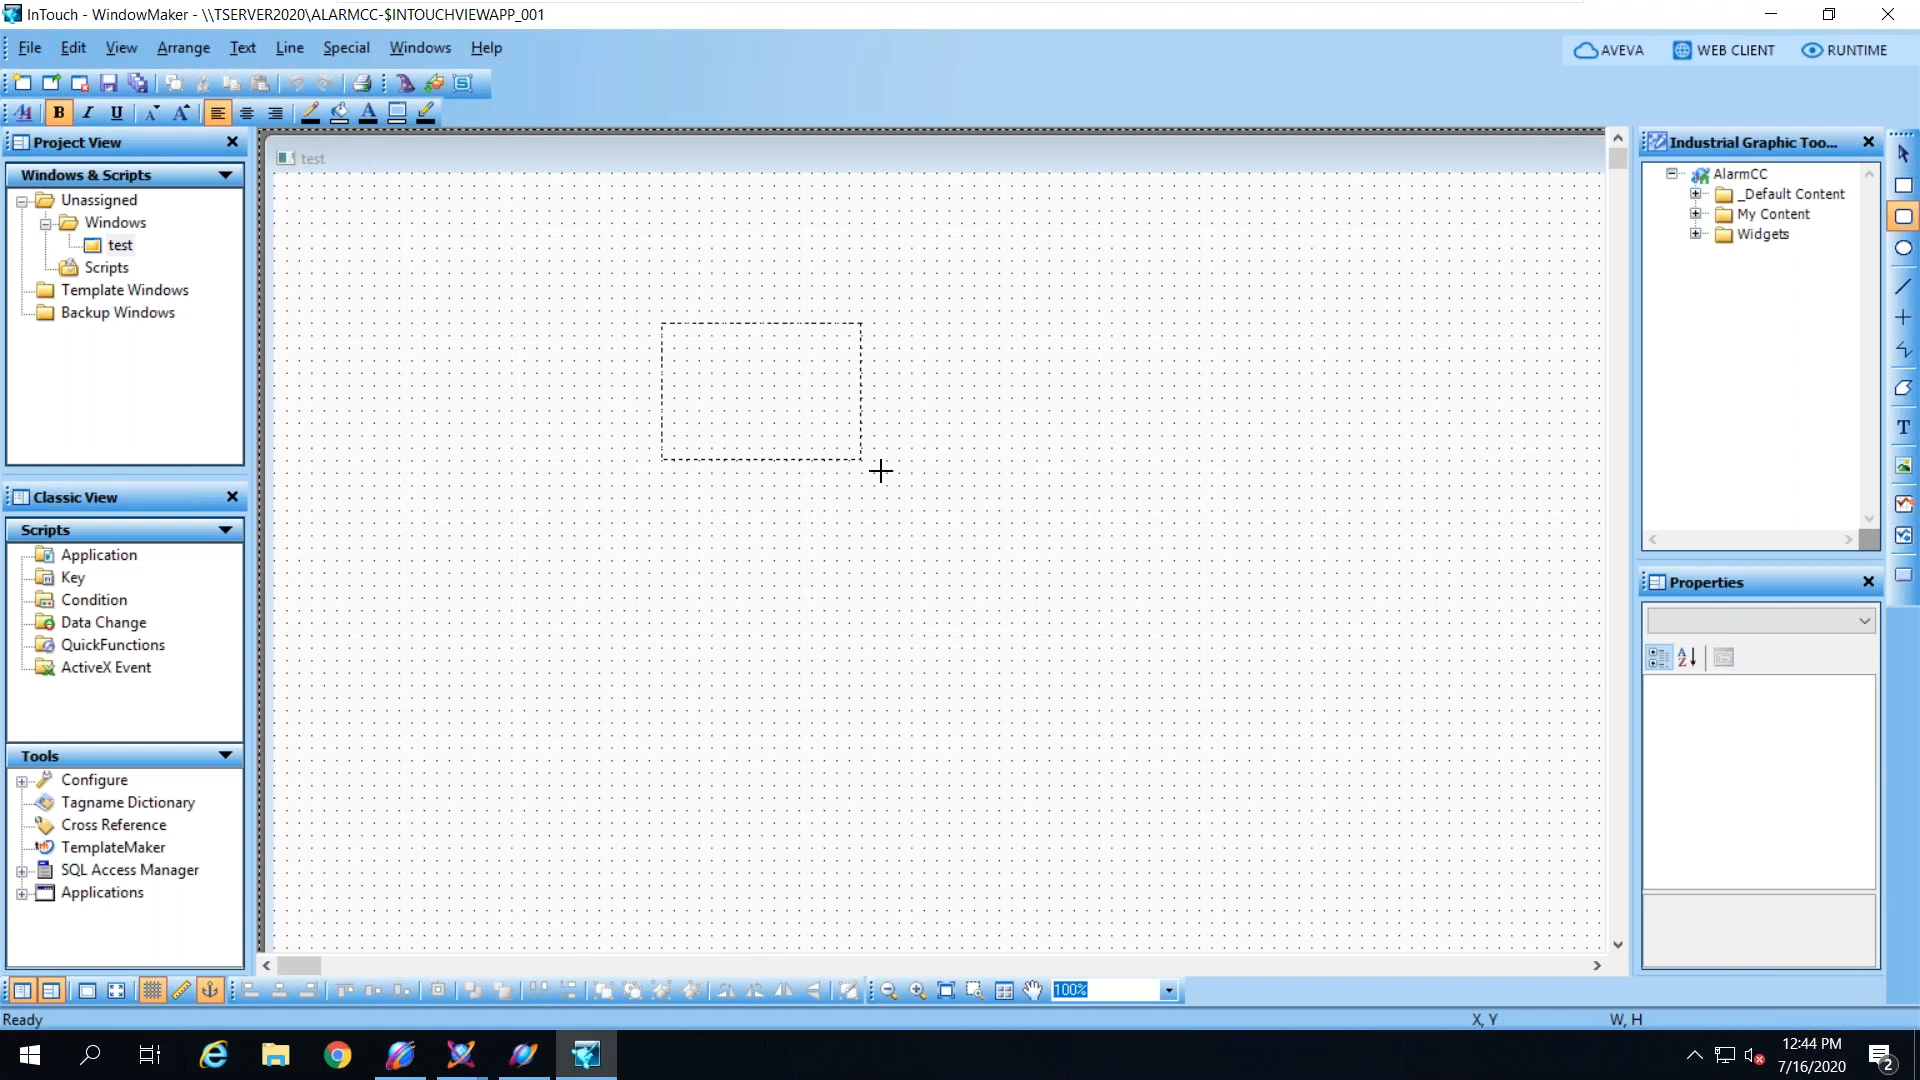 InTouch - WindowMaker - \\TSERVER2020\ALARMCC-$INTOUCHVIEWAPP_001
File Edit View Arrange Text Line Special Windows Help
AVEVA WEB CLIENT RUNTIME
Project View
Windows & Scripts
Unassigned
Windows
test
Scripts
Template Windows
Backup Windows
Classic View
Scripts
Application
Key
Condition
Data Change
QuickFunctions
ActiveX Event
Tools
Configure
Tagname Dictionary
Cross Reference
TemplateMaker
SQL Access Manager
Applications
test
Industrial Graphic Too...
AlarmCC
_Default Content
My Content
Widgets
Properties
100%
Ready
X, Y
W, H
12:44 PM
7/16/2020
2